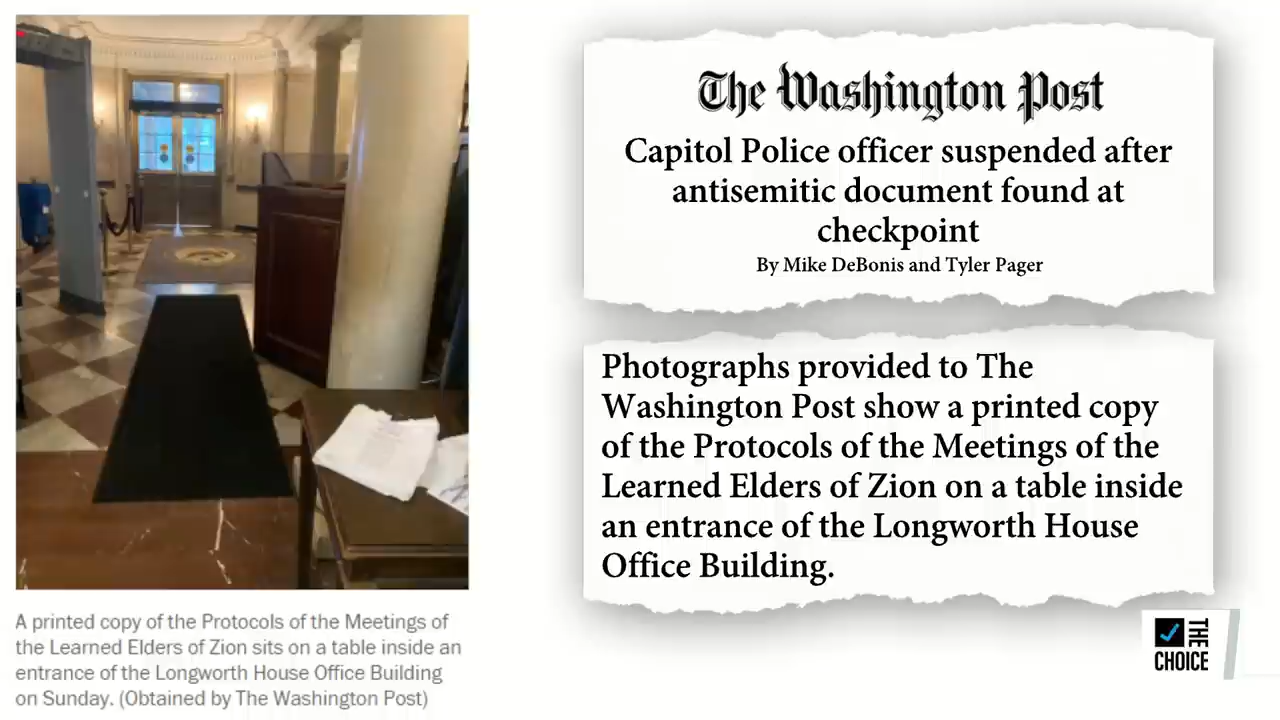 The Washington Post
Capitol Police officer suspended after
antisemitic document found at
checkpoint
By Mike DeBonis and Tyler Pager
Photographs provided to The
Washington Post show a printed copy
of the Protocols of the Meetings of the
Learned Elders of Zion on a table inside
an entrance of the Longworth House
Office Building.
A printed copy of the Protocols of the Meetings of
the Learned Elders of Zion sits on a table inside an
entrance of the Longworth House Office Building
on Sunday. (Obtained by The Washington Post)
THE
CHOICE